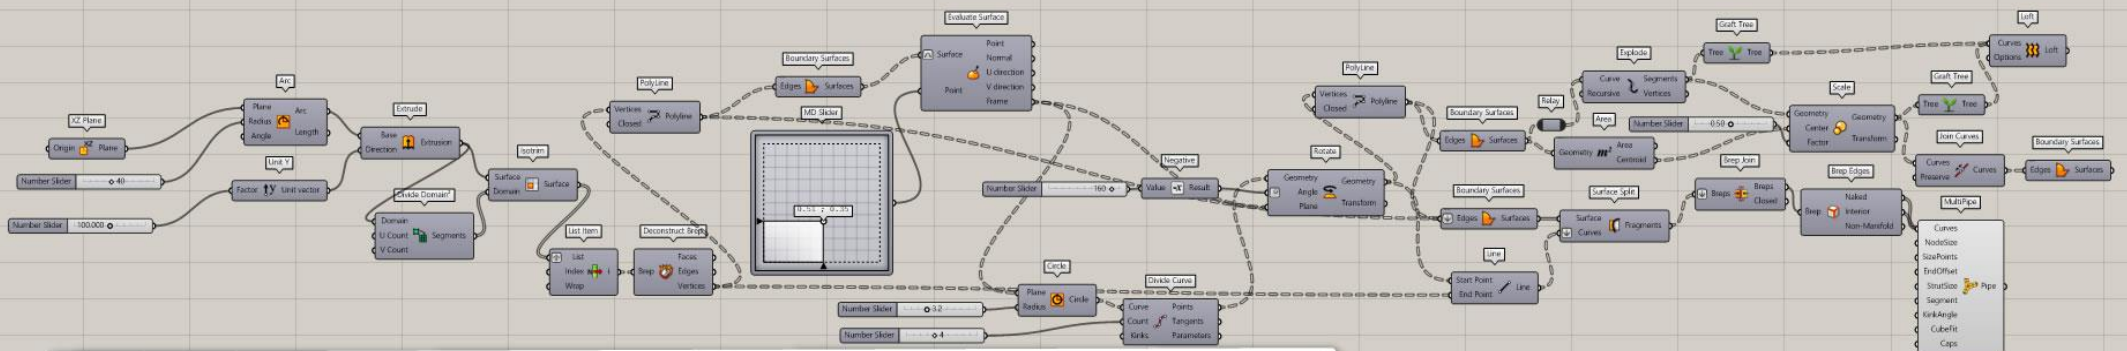 XZ Plane
Origin XZ Plane
Number Slider 40
Number Slider 100.000
Arc
Plane Arc
Radius
Angle Length
Unit Y
Factor y Unit vector
Extrude
Base Extrusion
Direction
Divide Domain²
Domain
U Count Segments
V Count
Isotrim
Surface Surface
Domain
List Item
List
Index i
Wrap
Deconstruct Brep
Faces
Brep Edges
Vertices
PolyLine
Vertices Polyline
Closed
Boundary Surfaces
Edges Surfaces
MD Slider
Evaluate Surface
Surface Point
Normal
U direction
V direction
Point Frame
Number Slider 3.2
Number Slider 4
Circle
Plane Circle
Radius
Divide Curve
Curve Points
Count Tangents
Kinks Parameters
Number Slider 160
Negative
Value -X Result
Rotate
Geometry Geometry
Angle
Plane Transform
PolyLine
Vertices Polyline
Closed
Boundary Surfaces
Edges Surfaces
Boundary Surfaces
Edges Surfaces
Line
Start Point Line
End Point
Relay
Explode
Curve Segments
Recursive Vertices
Area
Geometry m² Area
Centroid
Number Slider 0.50
Surface Split
Surface Fragments
Curves
Graft Tree
Tree Tree
Scale
Geometry Geometry
Center
Factor Transform
Brep Join
Breps Breps
Closed
Brep Edges
Brep Naked
Interior
Non-Manifold
Graft Tree
Tree Tree
Loft
Curves Loft
Options
Join Curves
Curves Curves
Preserve
Boundary Surfaces
Edges Surfaces
MultiPipe
Curves
NodeSize
SizePoints
EndOffset
StrutSize Pipe
Segment
KinkAngle
CubeFit
Caps